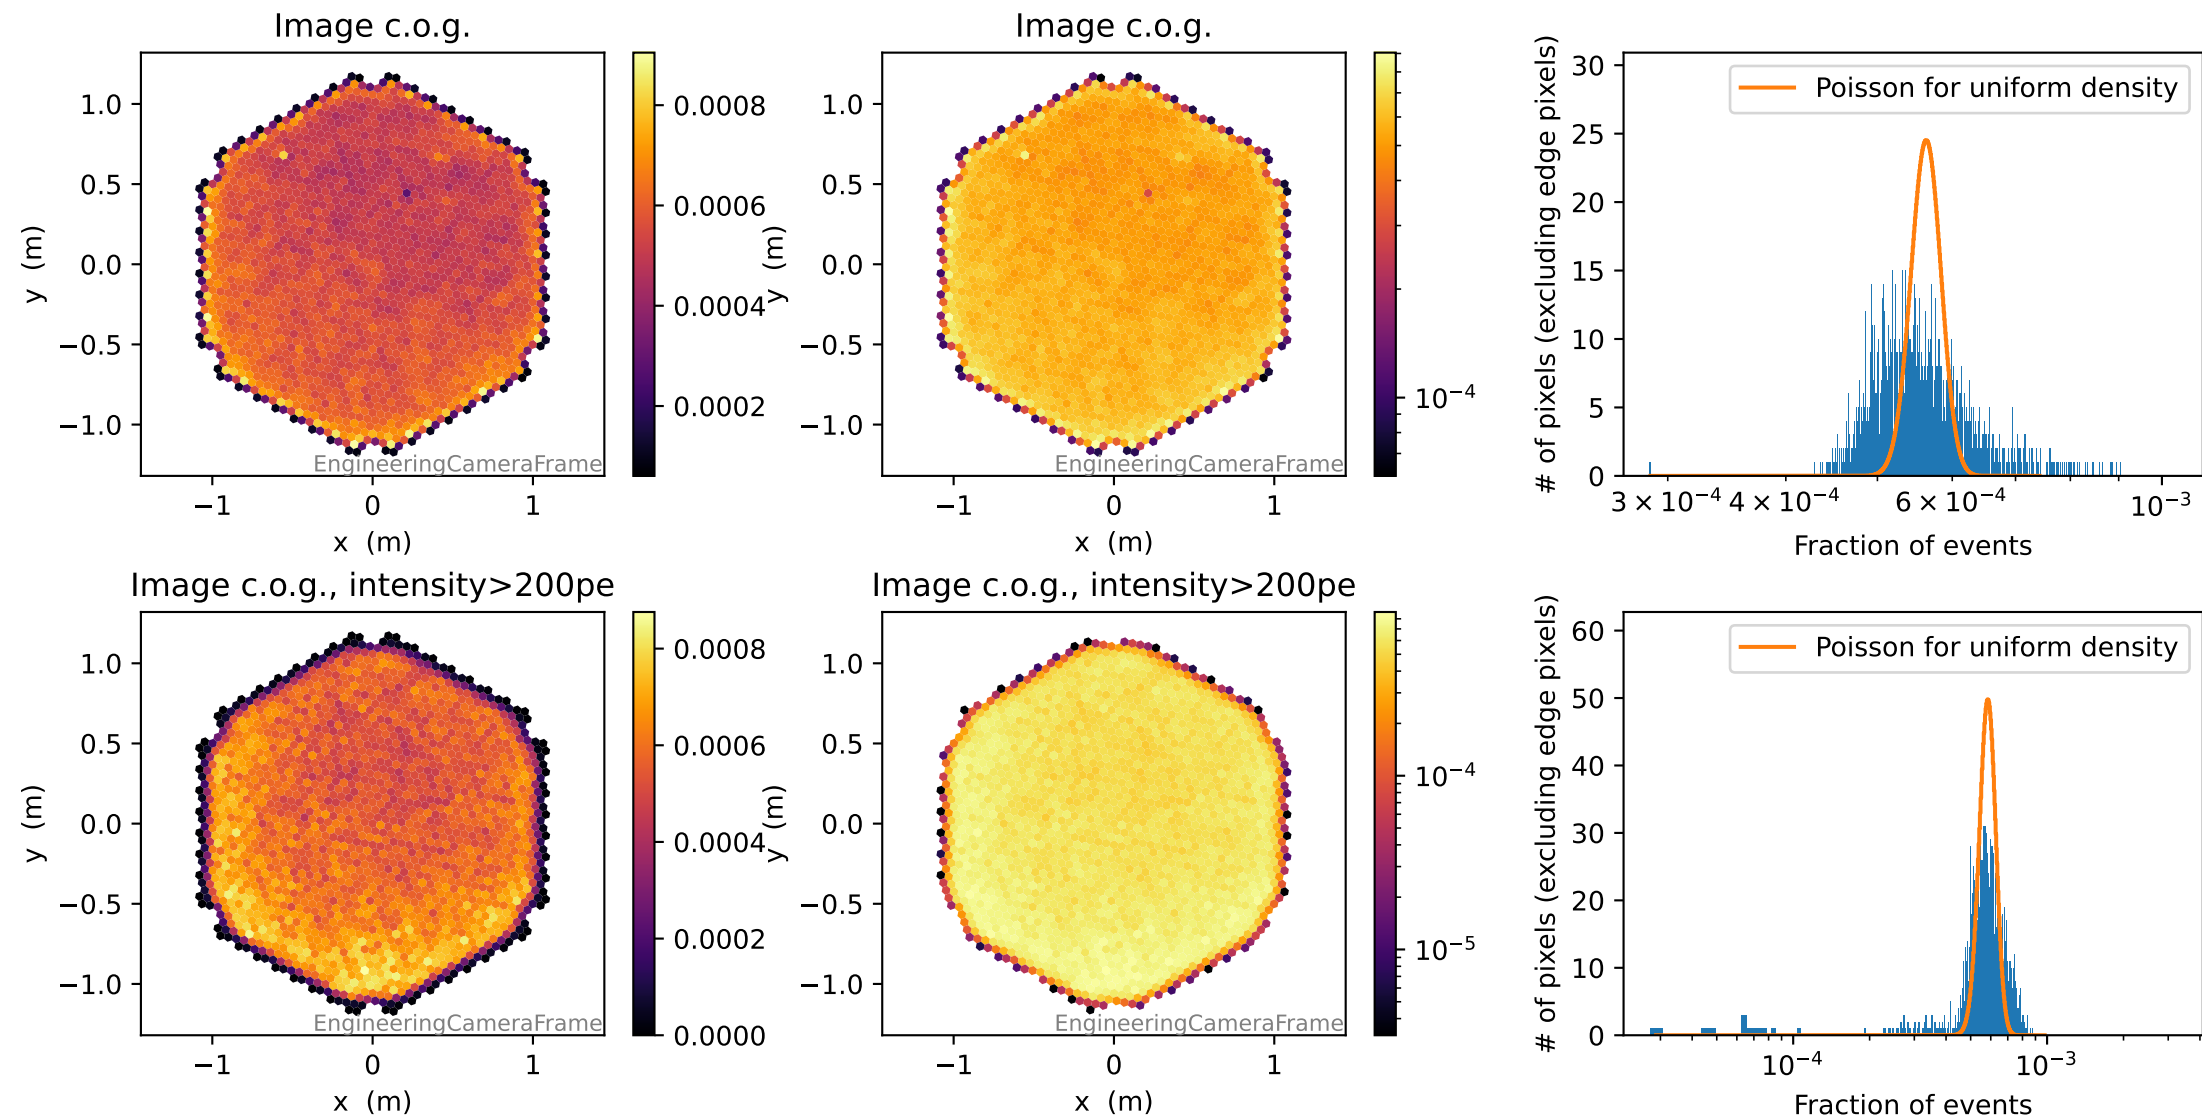 Image c.o.g.
1.0
0.5
0.0
−0.5
−1.0
y (m)
−1
0
1
x (m)
EngineeringCameraFrame
0.0008
0.0006
0.0004
0.0002
Image c.o.g.
1.0
0.5
0.0
−0.5
−1.0
y (m)
−1
0
1
x (m)
EngineeringCameraFrame
10⁻⁴
30
25
20
15
10
5
0
# of pixels (excluding edge pixels)
Poisson for uniform density
3 × 10⁻⁴
4 × 10⁻⁴
6 × 10⁻⁴
10⁻³
Fraction of events
Image c.o.g., intensity>200pe
1.0
0.5
0.0
−0.5
−1.0
y (m)
−1
0
1
x (m)
EngineeringCameraFrame
0.0008
0.0006
0.0004
0.0002
0.0000
Image c.o.g., intensity>200pe
1.0
0.5
0.0
−0.5
−1.0
y (m)
−1
0
1
x (m)
EngineeringCameraFrame
10⁻⁴
10⁻⁵
60
50
40
30
20
10
0
# of pixels (excluding edge pixels)
Poisson for uniform density
10⁻⁴
10⁻³
Fraction of events